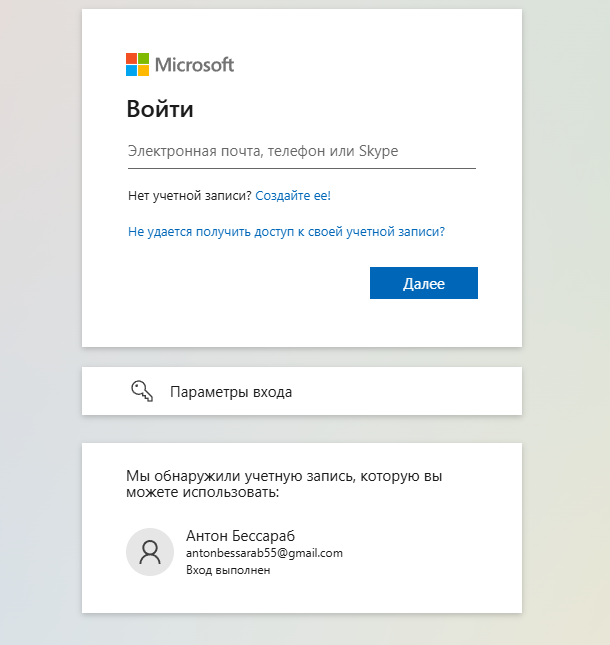 Microsoft
Войти
Электронная почта, телефон или Skype
Нет учетной записи? Создайте ее!
Не удается получить доступ к своей учетной записи?
Далее
Параметры входа
Мы обнаружили учетную запись, которую вы
можете использовать:
Антон Бессараб
antonbessarab55@gmail.com
Вход выполнен